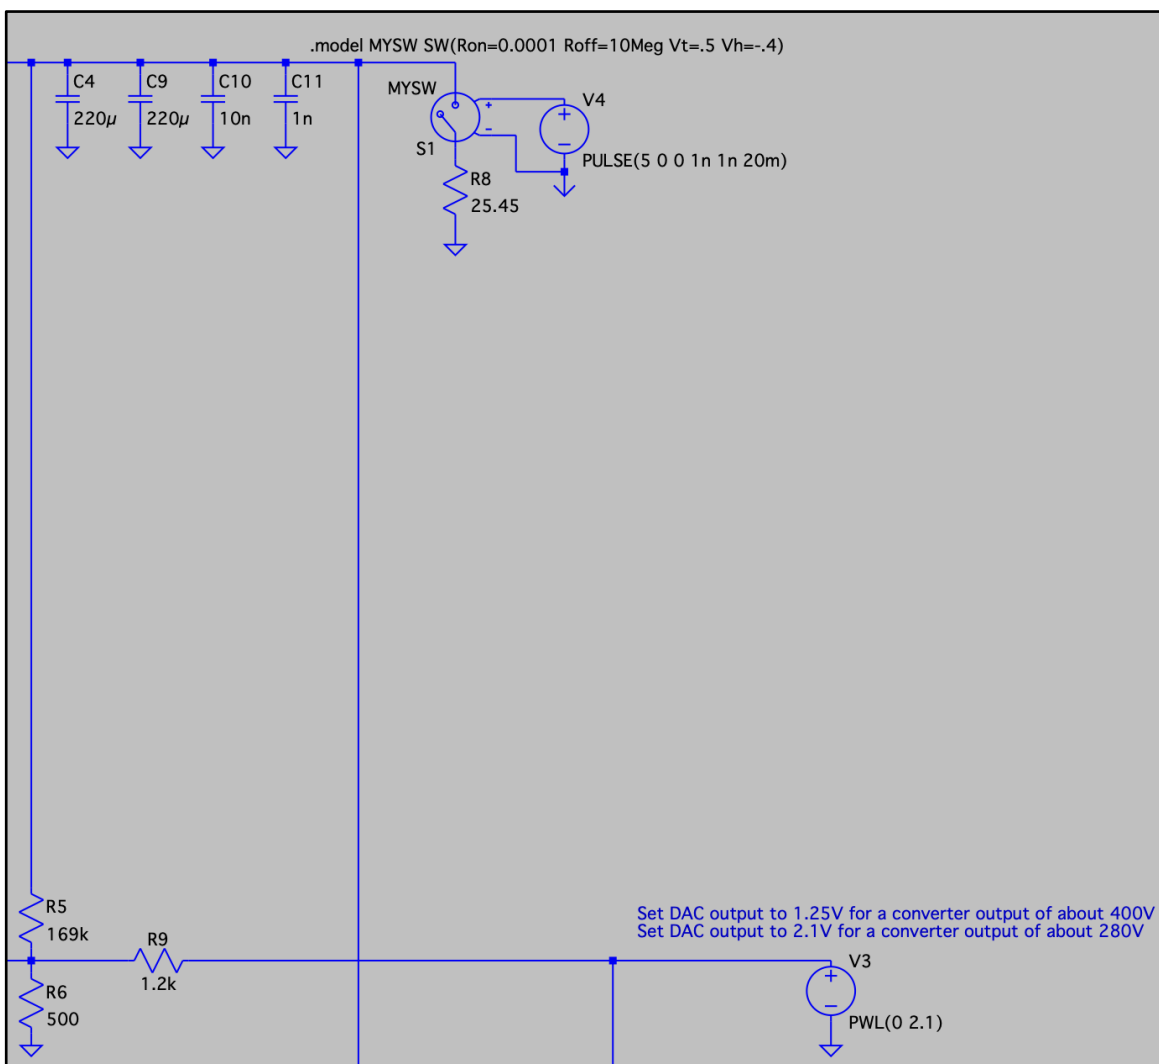 .model MYSW SW(Ron=0.0001 Roff=10Meg Vt=.5 Vh=-.4)
C4
220µ
C9
220µ
C10
10n
C11
1n
MYSW
S1
+
–
V4
+
–
PULSE(5 0 0 1n 1n 20m)
R8
25.45
R5
169k
R9
1.2k
R6
500
Set DAC output to 1.25V for a converter output of about 400V
Set DAC output to 2.1V for a converter output of about 280V
V3
+
–
PWL(0 2.1)